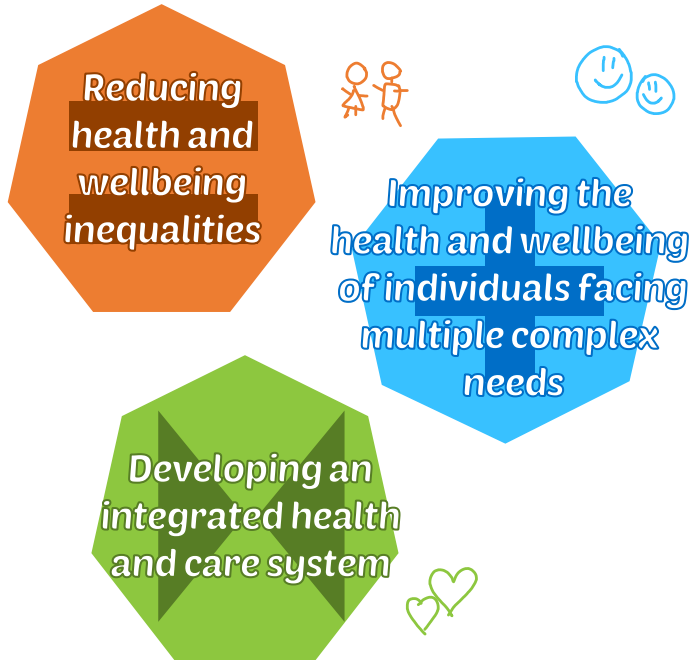 Reducing
health and
wellbeing
inequalities
Improving the
health and wellbeing
of individuals facing
multiple complex
needs
Developing an
integrated health
and care system